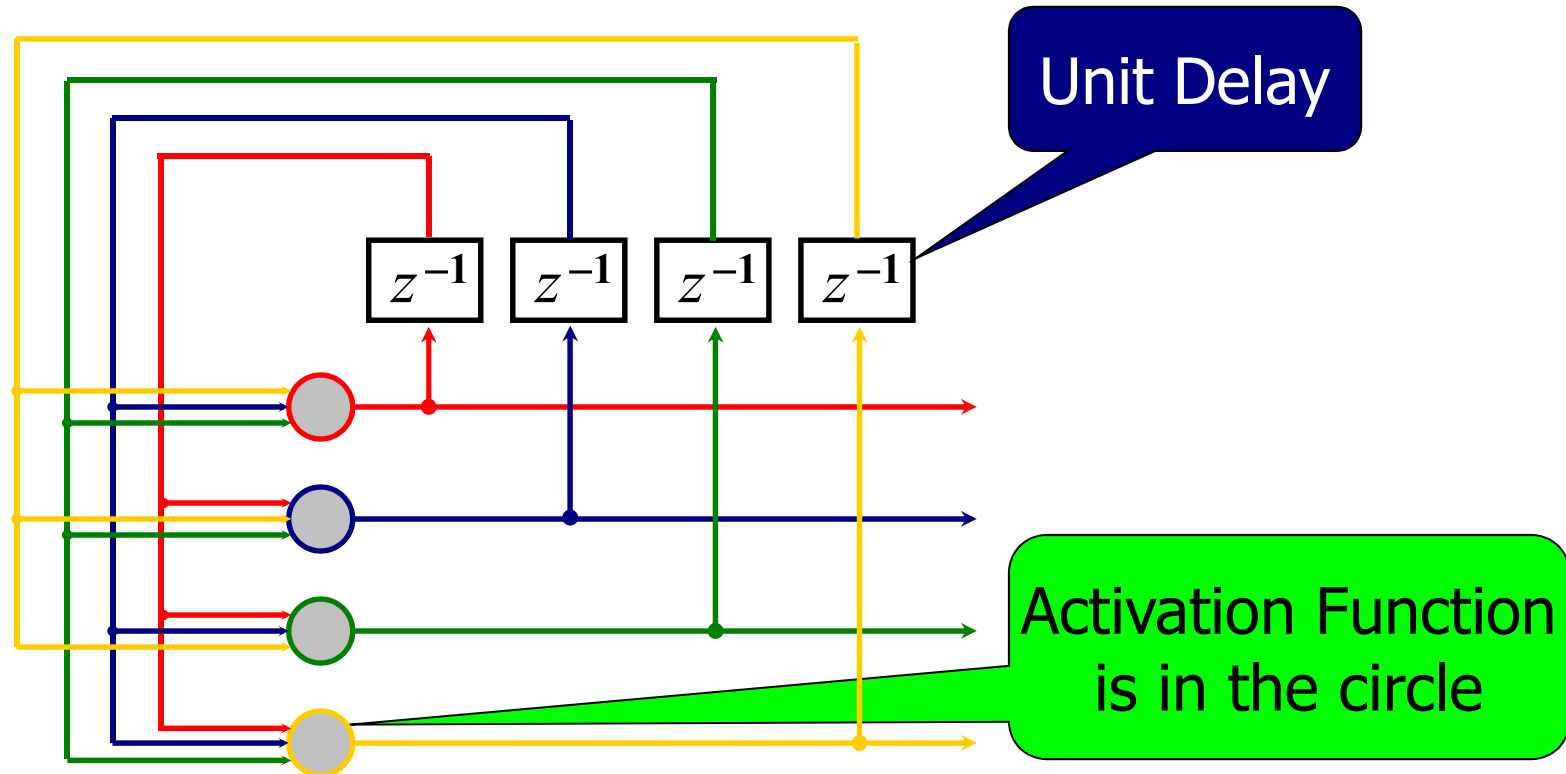 Unit Delay
z⁻¹ z⁻¹ z⁻¹ z⁻¹
Activation Function
is in the circle